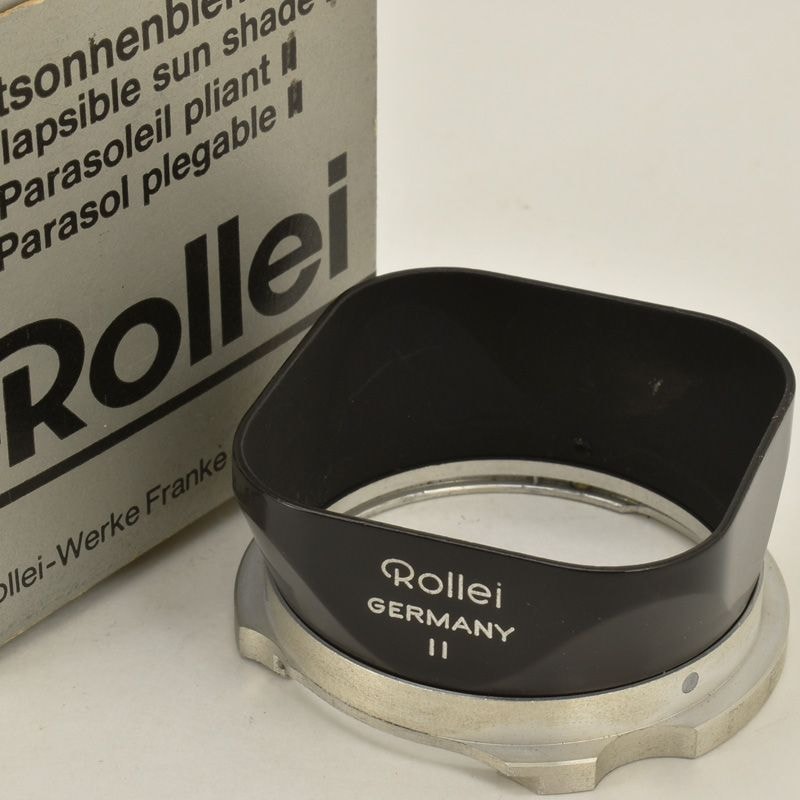 tsonnenblen
lapsible sun shade
Parasoleil pliant II
Parasol plegable II
Rollei
ollei-Werke Franke
Rollei
GERMANY
II